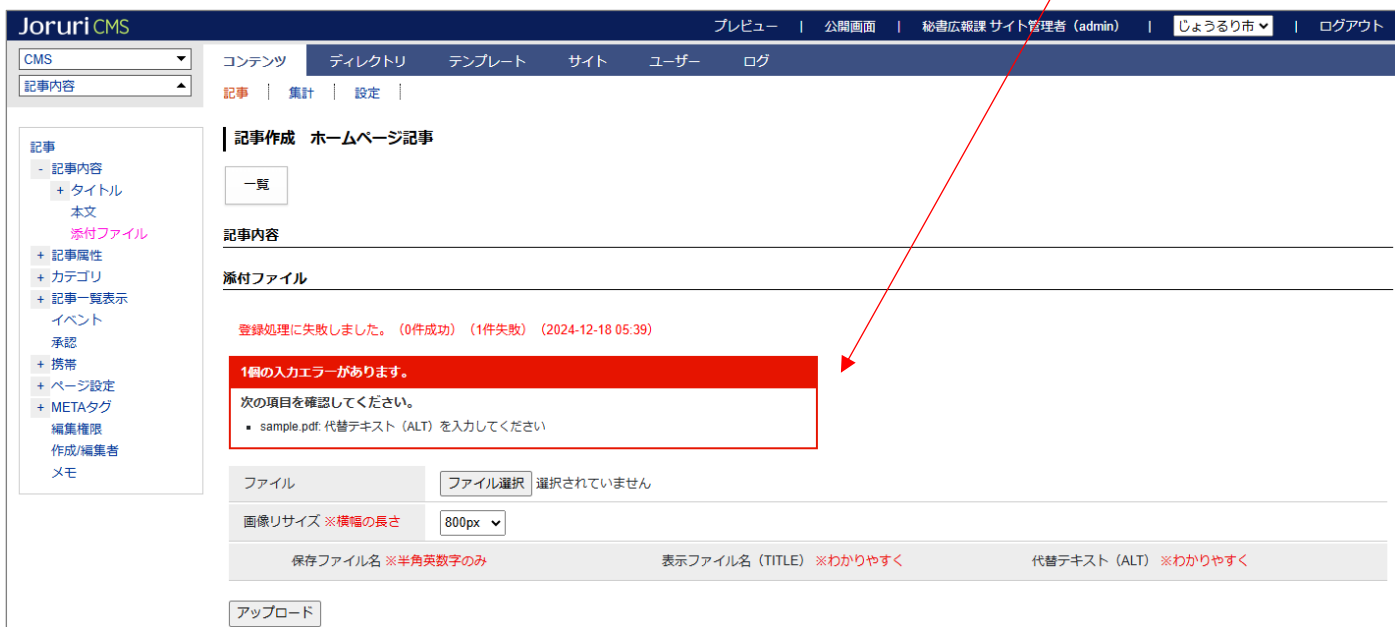 Joruri CMS プレビュー | 公開画面 | 秘書広報課 サイト管理者（admin） | じょうるり市 | ログアウト
CMS
記事内容
コンテンツ ディレクトリ テンプレート サイト ユーザー ログ
記事 集計 設定
記事
- 記事内容
+ タイトル
本文
添付ファイル
+ 記事属性
+ カテゴリ
+ 記事一覧表示
イベント
承認
+ 携帯
+ ページ設定
+ METAタグ
編集権限
作成/編集者
メモ
記事作成 ホームページ記事
一覧
記事内容
添付ファイル
登録処理に失敗しました。（0件成功）（1件失敗）（2024-12-18 05:39）
1個の入力エラーがあります。
次の項目を確認してください。
▪ sample.pdf: 代替テキスト（ALT）を入力してください
ファイル ファイル選択 選択されていません
画像リサイズ ※横幅の長さ 800px
保存ファイル名 ※半角英数字のみ 表示ファイル名（TITLE） ※わかりやすく 代替テキスト（ALT） ※わかりやすく
アップロード